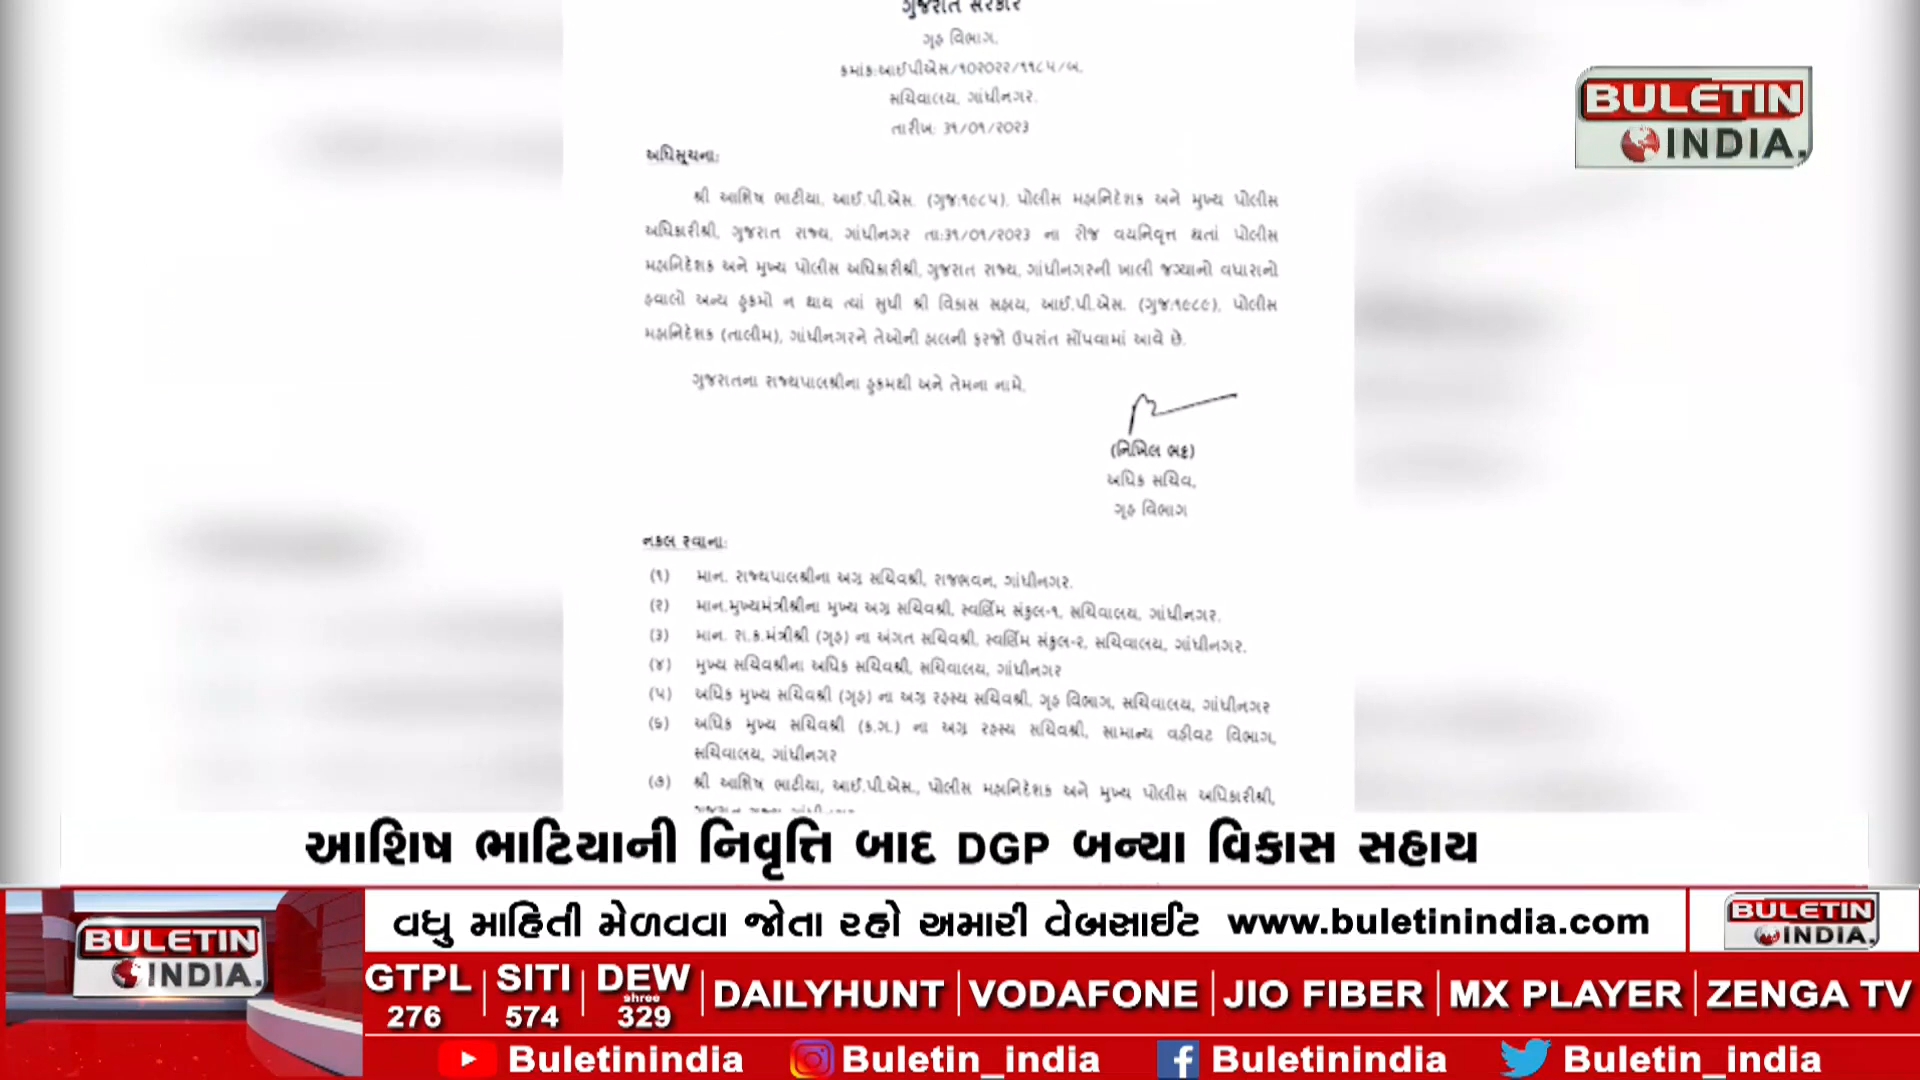 ગુજરાત સરકાર
ગૃહ વિભાગ,
ક્રમાંક:આઈપીએસ/૧૦૨૦૨૨/૧૧૮૫/બ,
સચિવાલય, ગાંધીનગર.
તારીખ: ૩૧/૦૧/૨૦૨૩
BULETIN
INDIA.
અધિસૂચના:
શ્રી આશિષ ભાટીયા, આઈ.પી.એસ. (ગુજ:૧૯૮૫), પોલીસ મહાનિદેશક અને મુખ્ય પોલીસ
અધિકારીશ્રી, ગુજરાત રાજ્ય, ગાંધીનગર તા:૩૧/૦૧/૨૦૨૩ ના રોજ વયનિવૃત્ત થતાં પોલીસ
મહાનિદેશક અને મુખ્ય પોલીસ અધિકારીશ્રી, ગુજરાત રાજ્ય, ગાંધીનગરની ખાલી જગ્યાનો વધારાનો
હવાલો અન્ય હુકમો ન થાય ત્યાં સુધી શ્રી વિકાસ સહાય, આઈ.પી.એસ. (ગુજ:૧૯૮૯), પોલીસ
મહાનિદેશક (તાલીમ), ગાંધીનગરને તેઓની હાલની ફરજો ઉપરાંત સોંપવામાં આવે છે.
ગુજરાતના રાજ્યપાલશ્રીના હુકમથી અને તેમના નામે.
(નિખિલ ભટ્ટ)
અધિક સચિવ,
ગૃહ વિભાગ
નકલ રવાના:
(૧) માન. રાજ્યપાલશ્રીના અગ્ર સચિવશ્રી, રાજભવન, ગાંધીનગર.
(૨) માન.મુખ્યમંત્રીશ્રીના મુખ્ય અગ્ર સચિવશ્રી, સ્વર્ણિમ સંકુલ-૧, સચિવાલય, ગાંધીનગર.
(૩) માન. રા.ક.મંત્રીશ્રી (ગૃહ) ના અંગત સચિવશ્રી, સ્વર્ણિમ સંકુલ-૨, સચિવાલય, ગાંધીનગર.
(૪) મુખ્ય સચિવશ્રીના અધિક સચિવશ્રી, સચિવાલય, ગાંધીનગર
(૫) અધિક મુખ્ય સચિવશ્રી (ગૃહ) ના અગ્ર રહસ્ય સચિવશ્રી, ગૃહ વિભાગ, સચિવાલય, ગાંધીનગર
(૬) અધિક મુખ્ય સચિવશ્રી (ક.ગ.) ના અગ્ર રહસ્ય સચિવશ્રી, સામાન્ય વહીવટ વિભાગ,
સચિવાલય, ગાંધીનગર
(૭) શ્રી આશિષ ભાટીયા, આઈ.પી.એસ., પોલીસ મહાનિદેશક અને મુખ્ય પોલીસ અધિકારીશ્રી,
આશિષ ભાટિયાની નિવૃત્તિ બાદ DGP બન્યા વિકાસ સહાય
BULETIN
INDIA.
વધુ માહિતી મેળવવા જોતા રહો અમારી વેબસાઈટ www.buletinindia.com
BULETIN
INDIA.
GTPL 276 | SITI 574 | DEW shree 329 | DAILYHUNT | VODAFONE | JIO FIBER | MX PLAYER | ZENGA TV
Buletinindia Buletin_india Buletinindia Buletin_india